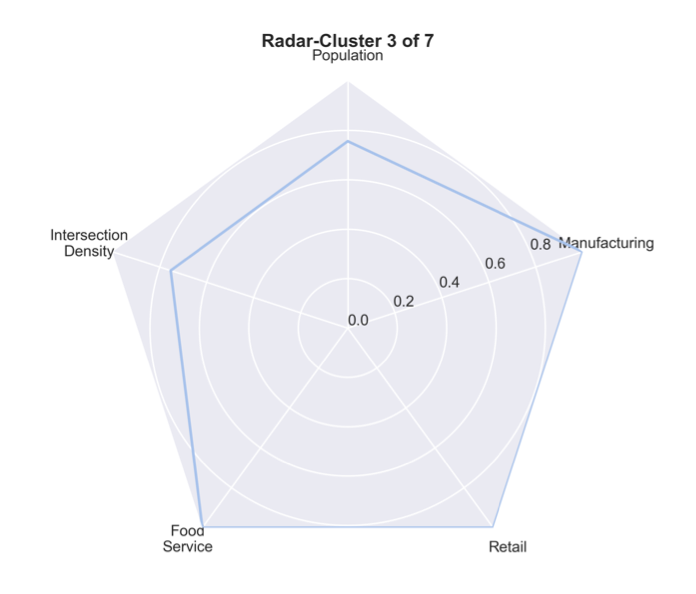 Radar-Cluster 3 of 7
Population
Intersection
Density
0.8 Manufacturing
0.6
0.4
0.2
0.0
Food
Service
Retail